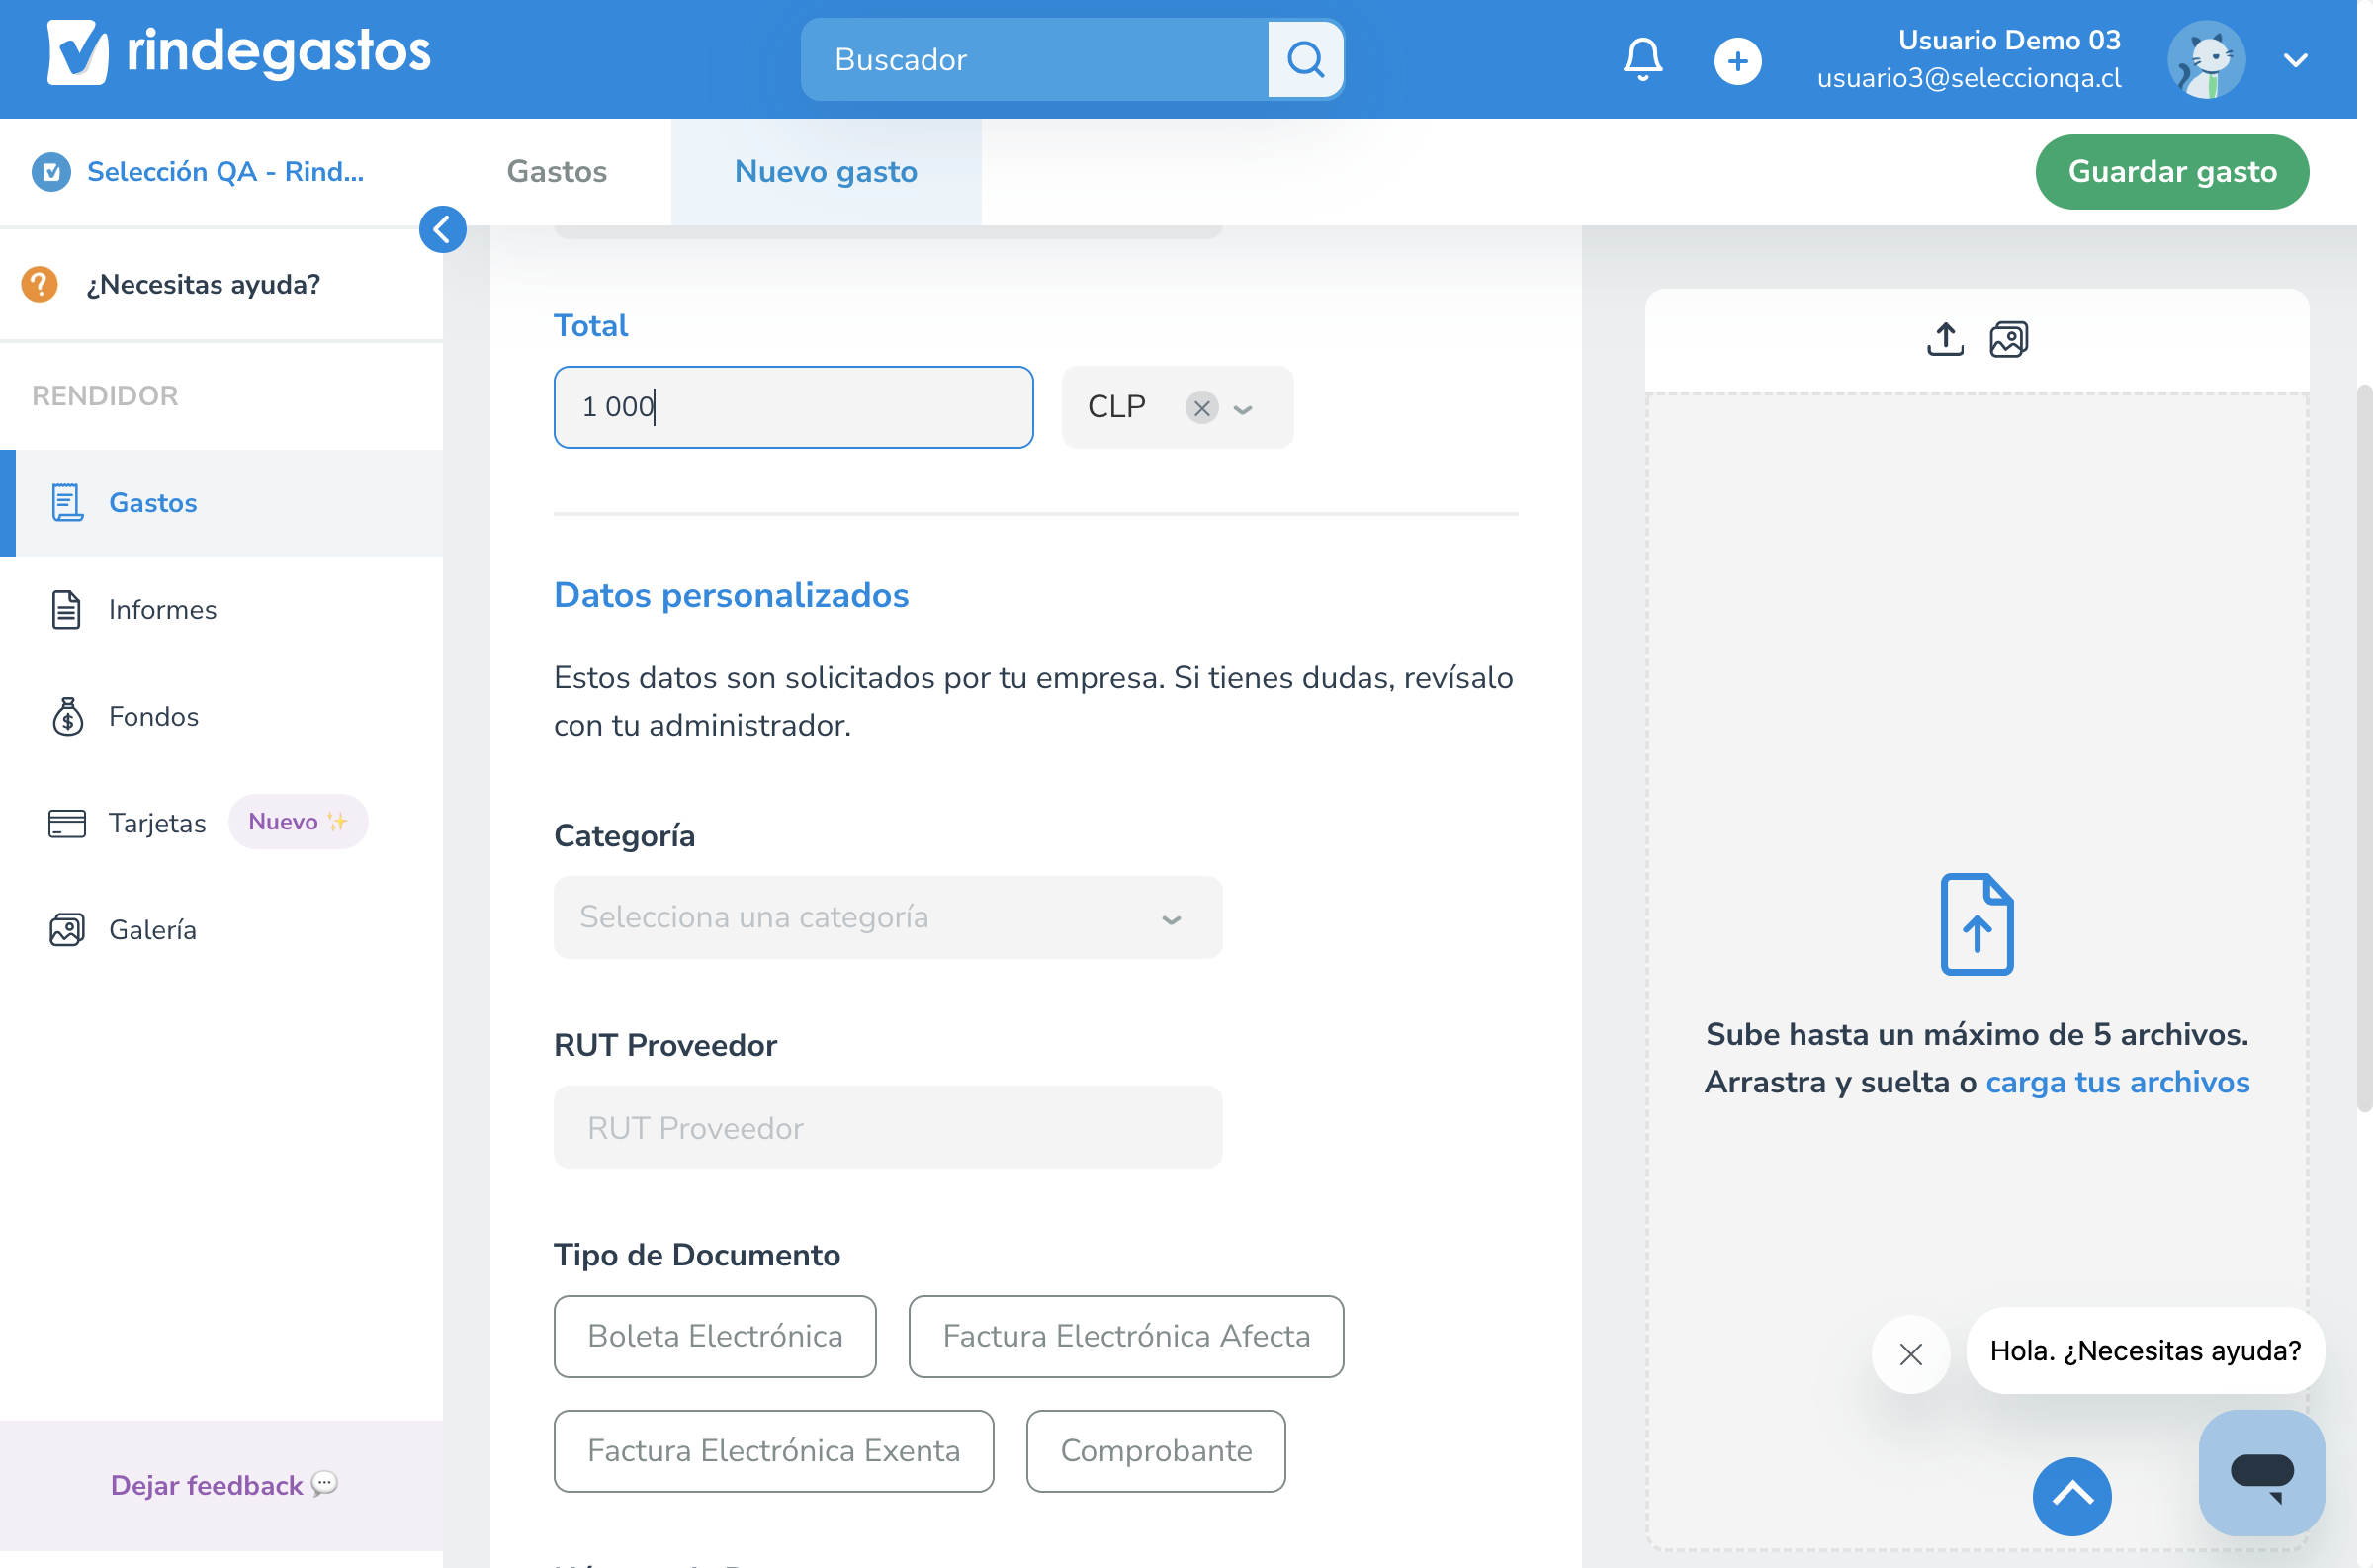 rindegastos
Buscador
Usuario Demo 03
usuario3@seleccionqa.cl
Selección QA - Rind...
Gastos
Nuevo gasto
Guardar gasto
¿Necesitas ayuda?
RENDIDOR
Gastos
Informes
Fondos
Tarjetas
Nuevo ✨
Galería
Dejar feedback 💬
Total
1 000
CLP
Datos personalizados
Estos datos son solicitados por tu empresa. Si tienes dudas, revísalo
con tu administrador.
Categoría
Selecciona una categoría
RUT Proveedor
RUT Proveedor
Tipo de Documento
Boleta Electrónica
Factura Electrónica Afecta
Factura Electrónica Exenta
Comprobante
Sube hasta un máximo de 5 archivos.
Arrastra y suelta o carga tus archivos
Hola. ¿Necesitas ayuda?